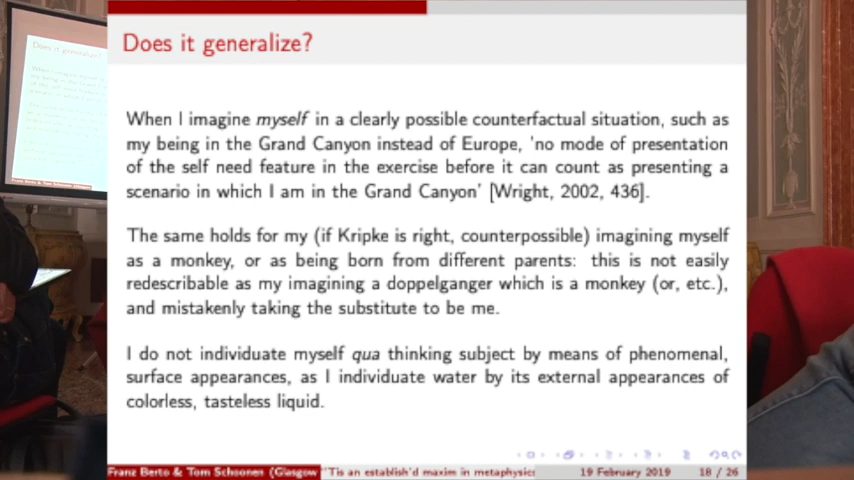 Does it generalize?
When I imagine myself in a clearly possible counterfactual situation, such as
my being in the Grand Canyon instead of Europe, 'no mode of presentation
of the self need feature in the exercise before it can count as presenting a
scenario in which I am in the Grand Canyon' [Wright, 2002, 436].
The same holds for my (if Kripke is right, counterpossible) imagining myself
as a monkey, or as being born from different parents: this is not easily
redescribable as my imagining a doppelganger which is a monkey (or, etc.),
and mistakenly taking the substitute to be me.
I do not individuate myself qua thinking subject by means of phenomenal,
surface appearances, as I individuate water by its external appearances of
colorless, tasteless liquid.
Franz Berto & Tom Schoonen (Glasgow "Tis an establish'd maxim in metaphysics 19 February 2019 18 / 26